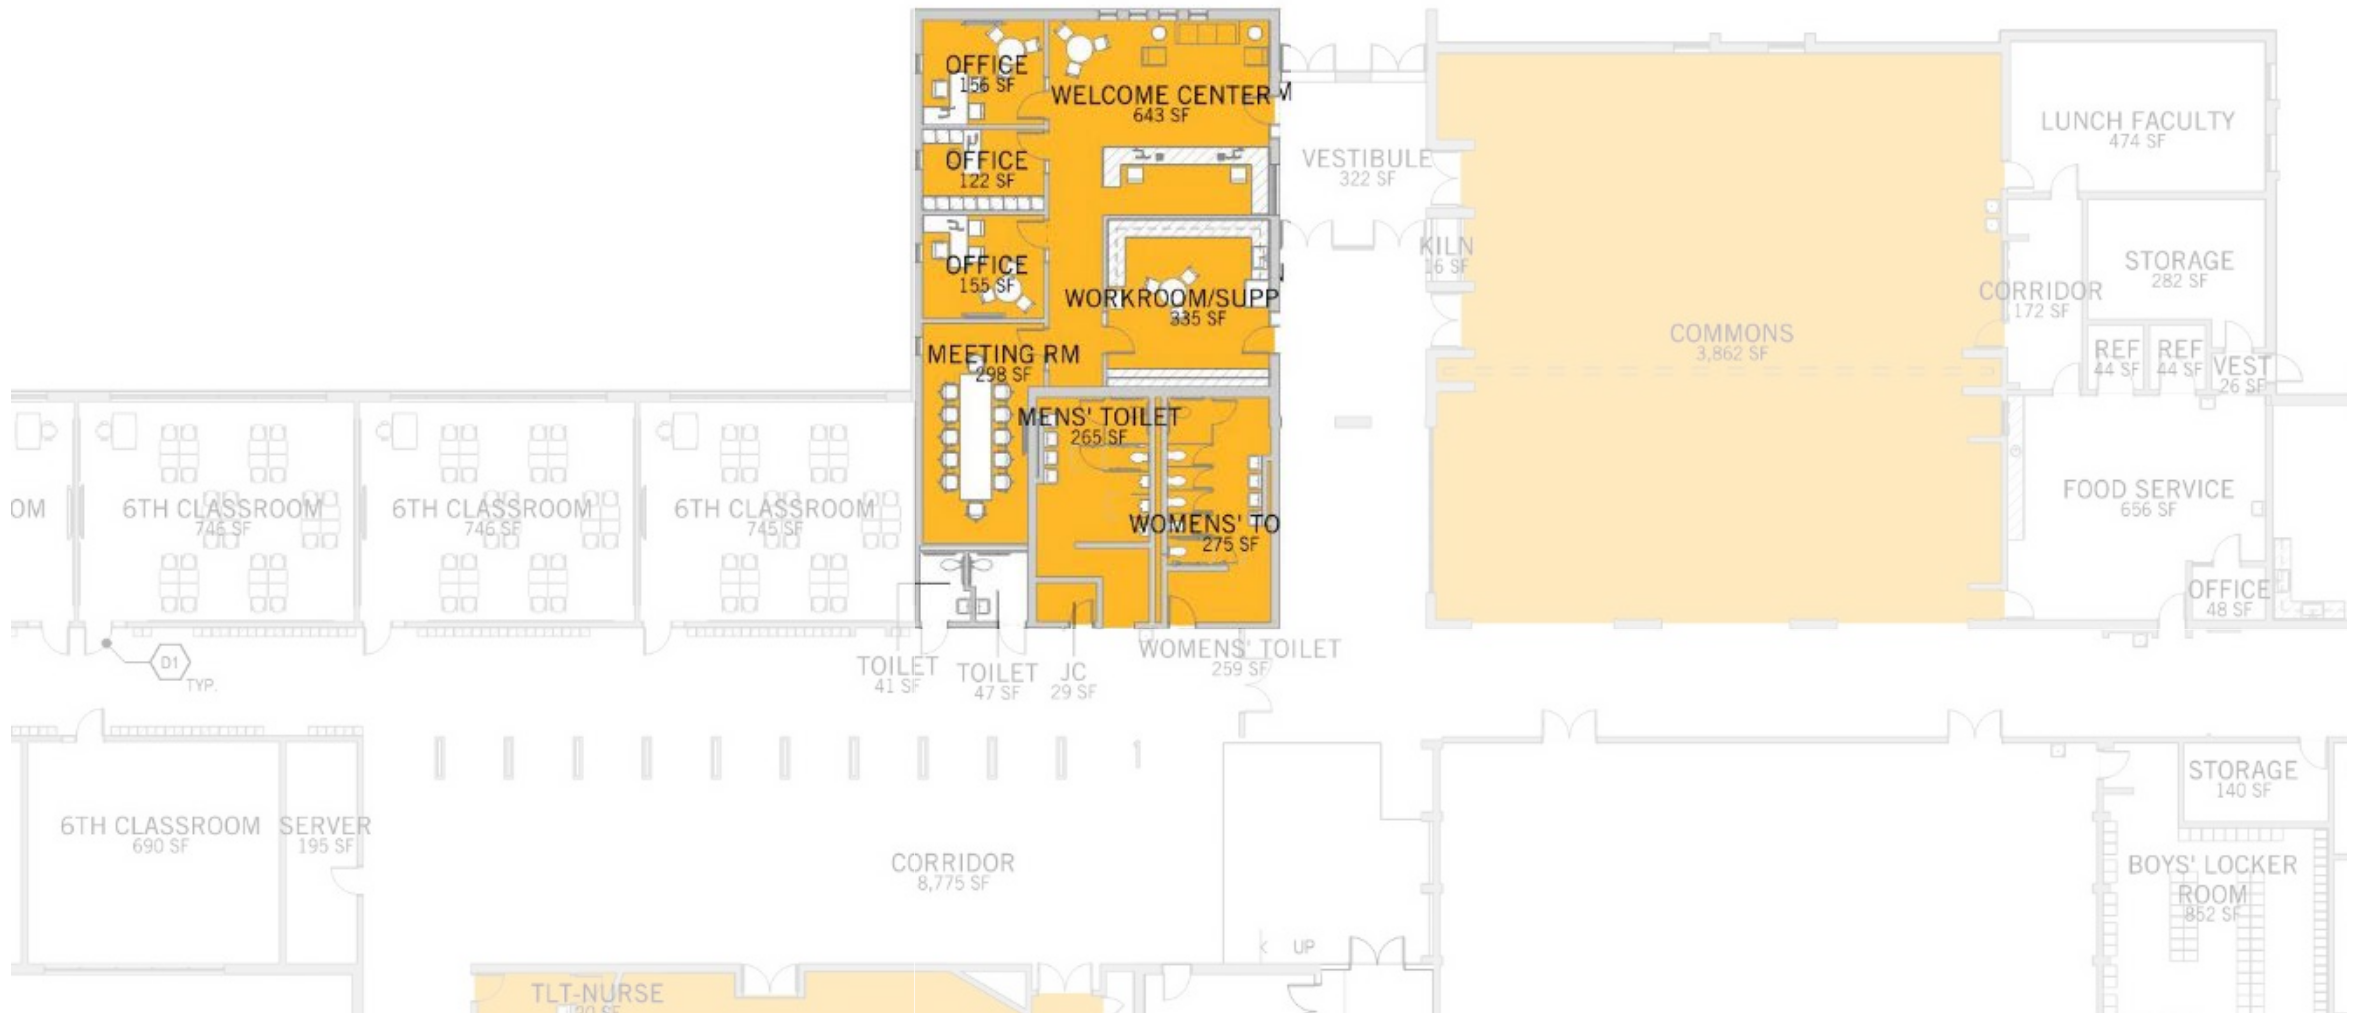 OFFICE
156 SF
WELCOME CENTER
643 SF
OFFICE
122 SF
OFFICE
155 SF
WORKROOM/SUPP
335 SF
MEETING RM
298 SF
MENS' TOILET
265 SF
WOMENS' TO
275 SF
VESTIBULE
322 SF
KILN
16 SF
COMMONS
3,862 SF
LUNCH FACULTY
474 SF
STORAGE
282 SF
CORRIDOR
172 SF
REF
44 SF
REF
44 SF
VEST
26 SF
FOOD SERVICE
656 SF
OFFICE
48 SF
OM
6TH CLASSROOM
746 SF
6TH CLASSROOM
746 SF
6TH CLASSROOM
745 SF
D1
TYP.
TOILET
41 SF
TOILET
47 SF
JC
29 SF
WOMENS' TOILET
259 SF
6TH CLASSROOM
690 SF
SERVER
195 SF
CORRIDOR
8,775 SF
UP
STORAGE
140 SF
BOYS' LOCKER
ROOM
852 SF
TLT-NURSE